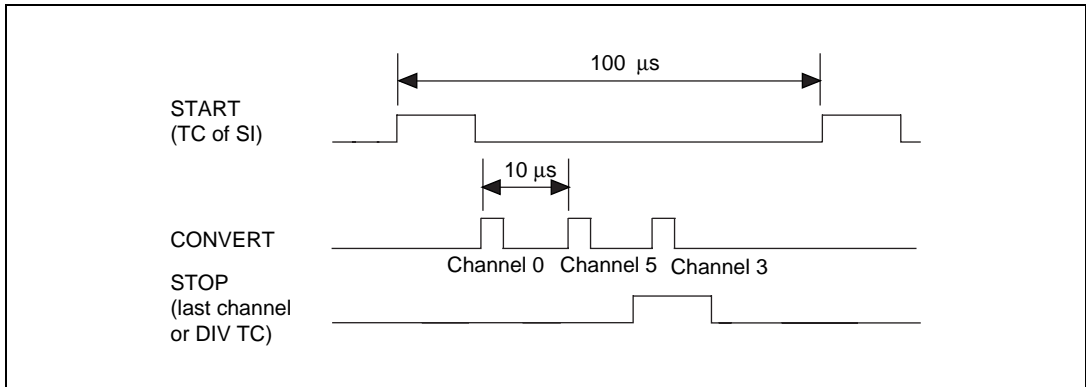 100 µs
START
(TC of SI)
10 µs
CONVERT
Channel 0 Channel 5 Channel 3
STOP
(last channel
or DIV TC)